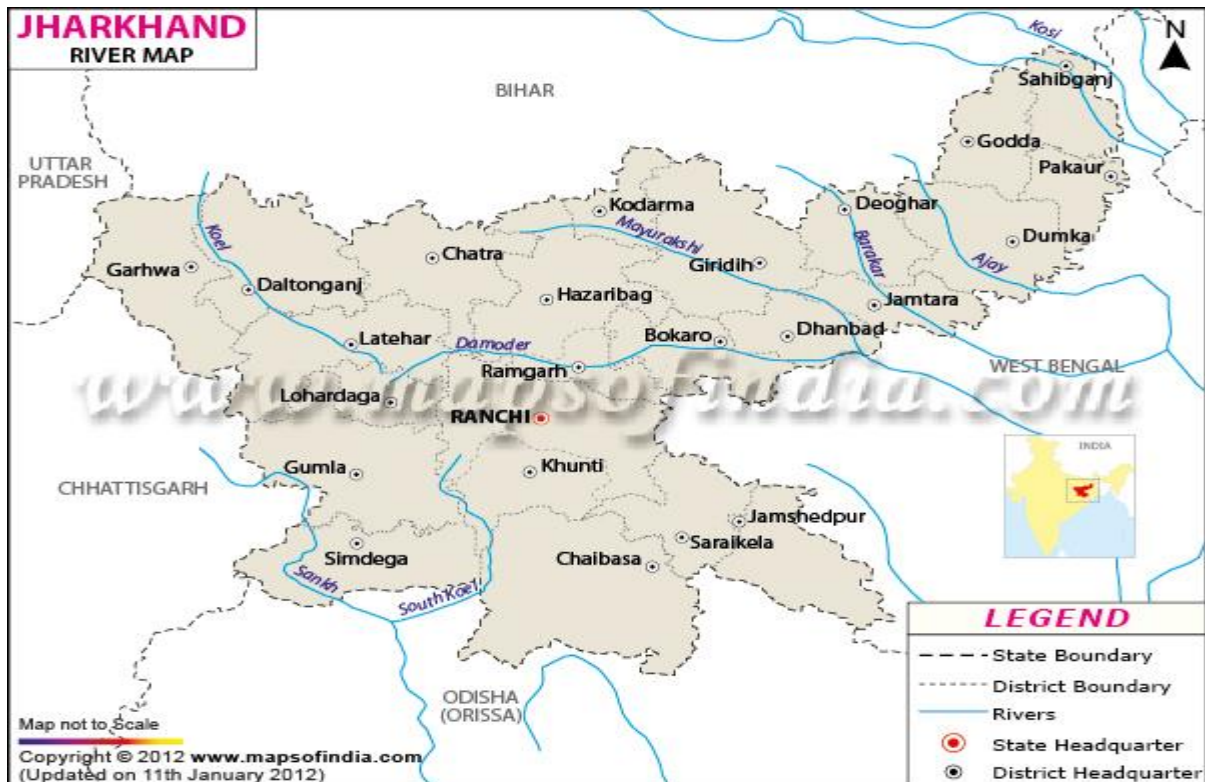 JHARKHAND
RIVER MAP
N
Kosi
Sahibganj
BIHAR
Godda
UTTAR
PRADESH
Pakaur
Kodarma
Deoghar
Mayurakshi
Koel
Barakar
Dumka
Chatra
Ajay
Garhwa
Giridih
Daltonganj
Hazaribag
Jamtara
Latehar
Damoder
Bokaro
Dhanbad
Ramgarh
WEST BENGAL
www.mapsofindia.com
Lohardaga
RANCHI
INDIA
Gumla
Khunti
CHHATTISGARH
Jamshedpur
Saraikela
Simdega
Chaibasa
Sankh
South Koel
LEGEND
State Boundary
District Boundary
Rivers
State Headquarter
District Headquarter
ODISHA
(ORISSA)
Map not to Scale
Copyright © 2012 www.mapsofindia.com
(Updated on 11th January 2012)